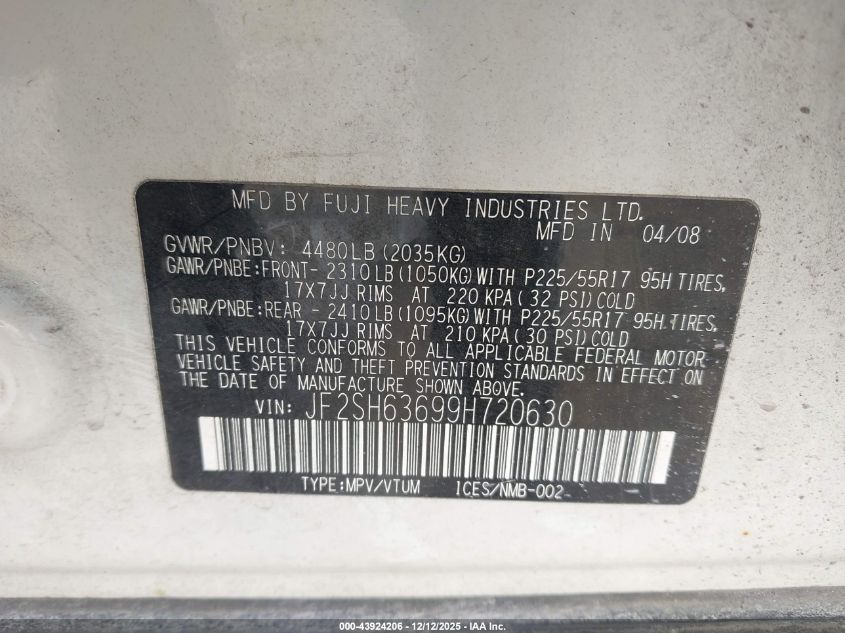 MFD BY FUJI HEAVY INDUSTRIES LTD.
MFD IN 04/08
GVWR/PNBV: 4480LB (2035KG)
GAWR/PNBE:FRONT- 2310LB(1050KG)WITH P225/55R17 95H TIRES,
17X7JJ RIMS AT 220 KPA( 32 PSI)COLD
GAWR/PNBE:REAR - 2410LB(1095KG)WITH P225/55R17 95H TIRES,
17X7JJ RIMS AT 210 KPA( 30 PSI)COLD
THIS VEHICLE CONFORMS TO ALL APPLICABLE FEDERAL MOTOR
VEHICLE SAFETY AND THEFT PREVENTION STANDARDS IN EFFECT ON
THE DATE OF MANUFACTURE SHOWN ABOVE.
VIN: JF2SH63699H720630
TYPE:MPV/VTUM ICES/NMB-002
000-43924206 - 12/12/2025 - IAA Inc.